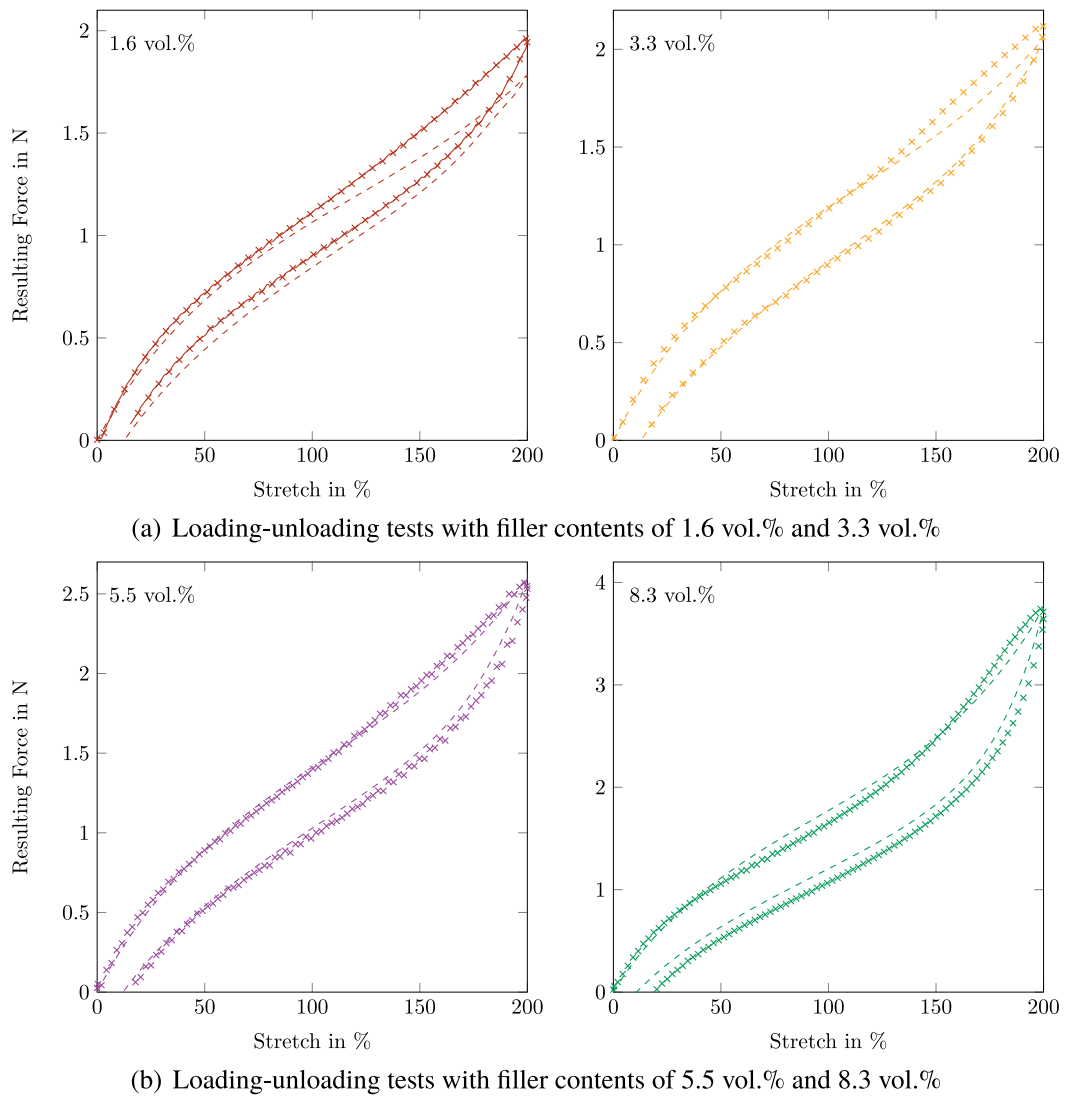 1.6 vol.%
Resulting Force in N
2
1.5
1
0.5
0
0 50 100 150 200
Stretch in %
3.3 vol.%
2
1.5
1
0.5
0
0 50 100 150 200
Stretch in %
(a) Loading-unloading tests with filler contents of 1.6 vol.% and 3.3 vol.%
5.5 vol.%
Resulting Force in N
2.5
2
1.5
1
0.5
0
0 50 100 150 200
Stretch in %
8.3 vol.%
4
3
2
1
0
0 50 100 150 200
Stretch in %
(b) Loading-unloading tests with filler contents of 5.5 vol.% and 8.3 vol.%